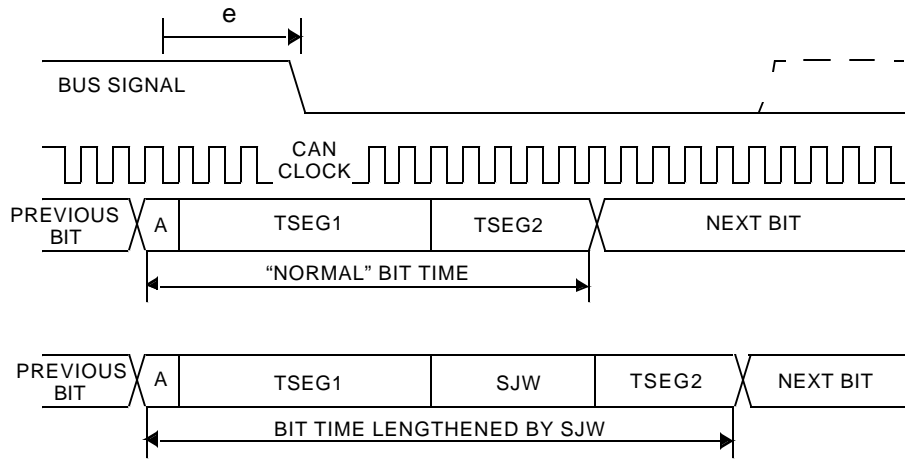 e
BUS SIGNAL
CAN
CLOCK
PREVIOUS
BIT
A
TSEG1
TSEG2
NEXT BIT
“NORMAL” BIT TIME
PREVIOUS
BIT
A
TSEG1
SJW
TSEG2
NEXT BIT
BIT TIME LENGTHENED BY SJW